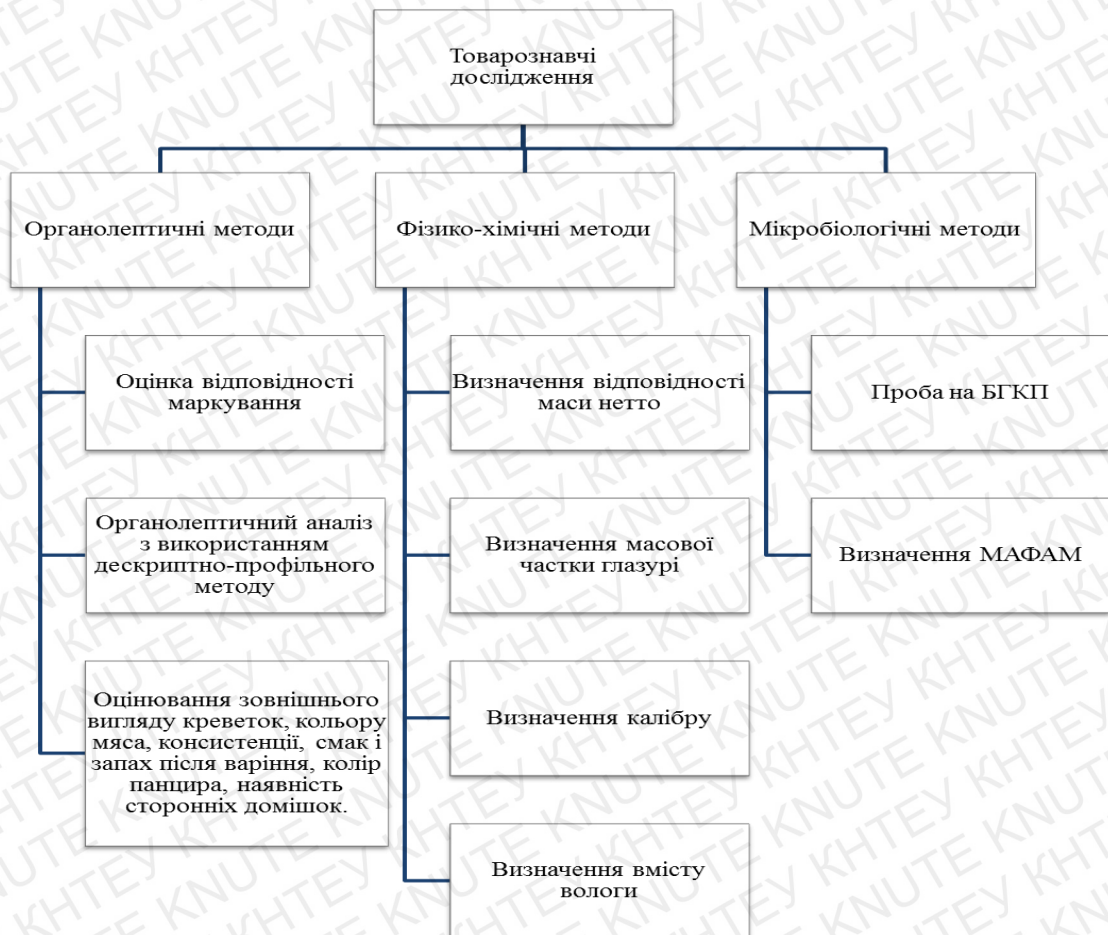 Товарознавчі
дослідження
Органолептичні методи
Фізико-хімічні методи
Мікробіологічні методи
Оцінка відповідності
маркування
Визначення відповідності
маси нетто
Проба на БГКП
Органолептичний аналіз
з використанням
дескриптно-профільного
методу
Визначення масової
частки глазурі
Визначення МАФАМ
Оцінювання зовнішнього
вигляду креветок, кольору
мяса, консистенції, смак і
запах після варіння, колір
панцира, наявність
сторонніх домішок.
Визначення калібру
Визначення вмісту
вологи